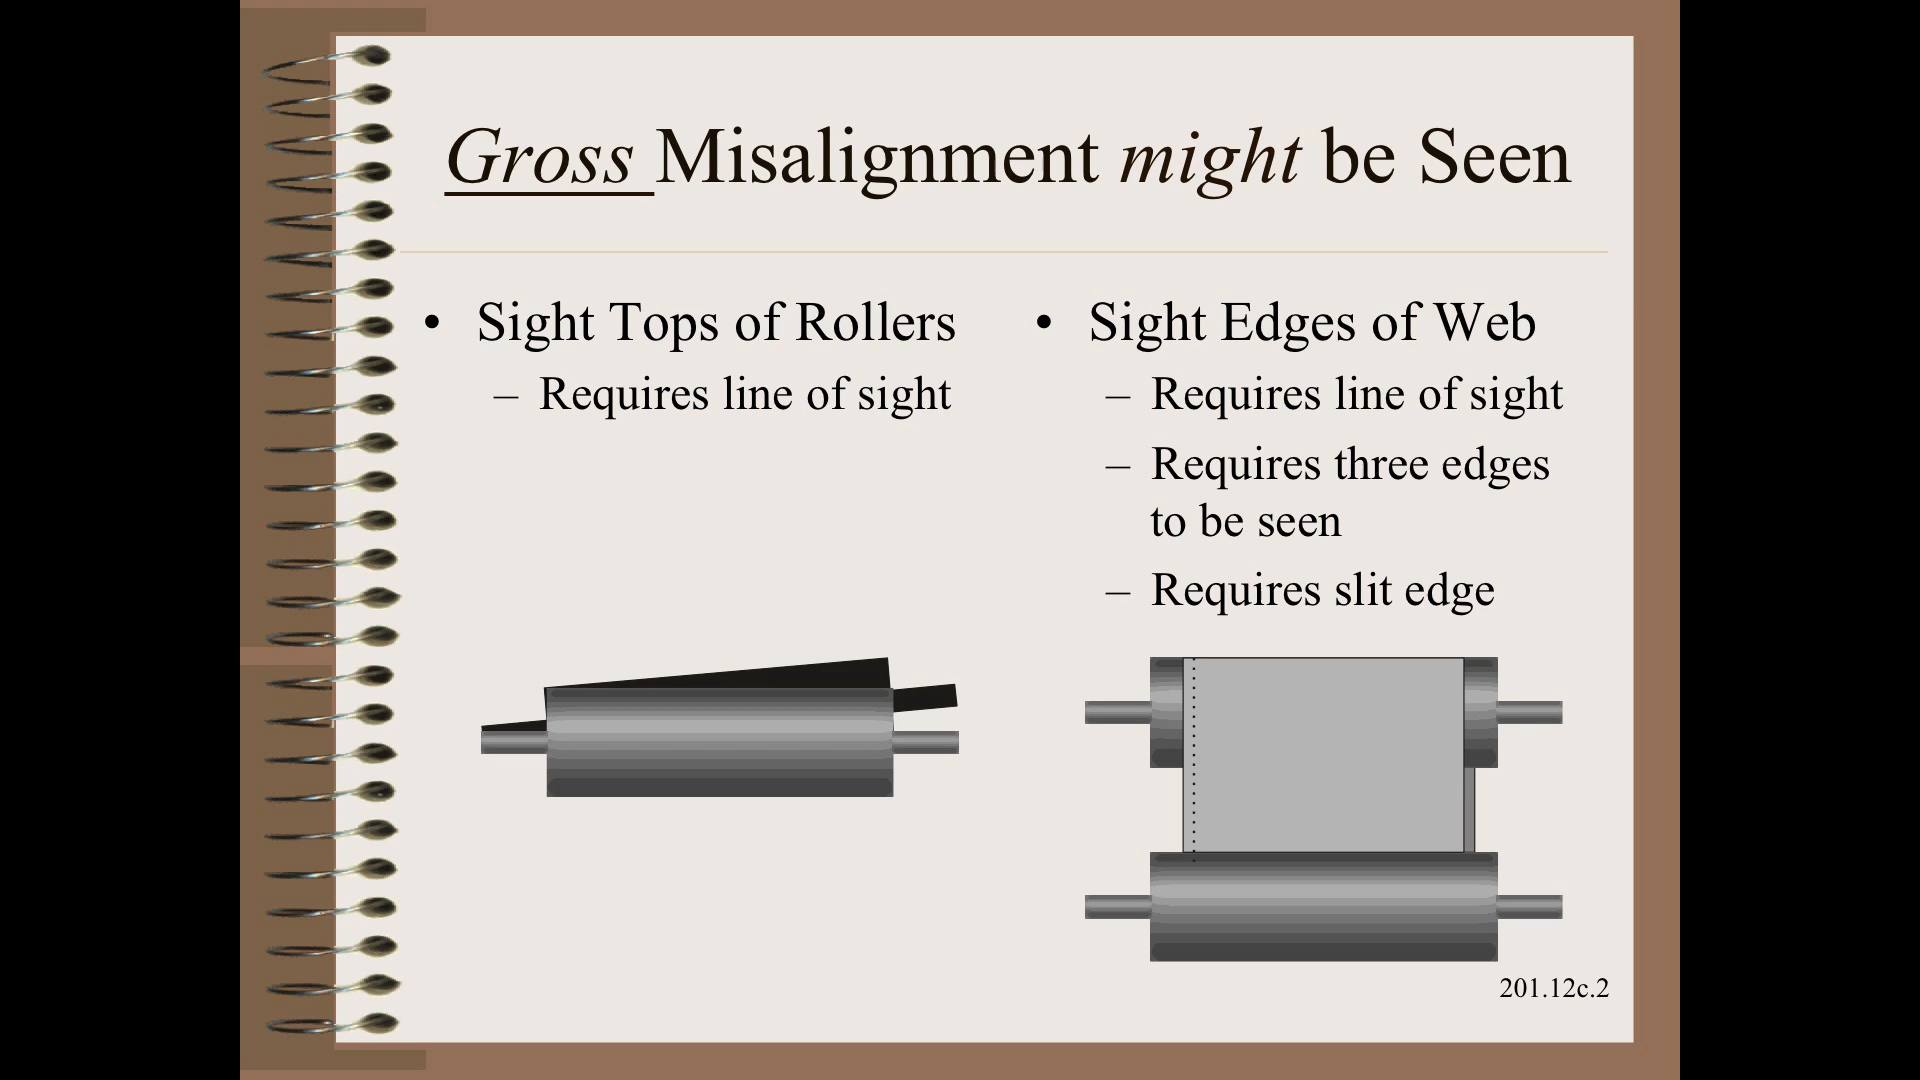 Gross Misalignment might be Seen
• Sight Tops of Rollers
– Requires line of sight
• Sight Edges of Web
– Requires line of sight
– Requires three edges
to be seen
– Requires slit edge
201.12c.2